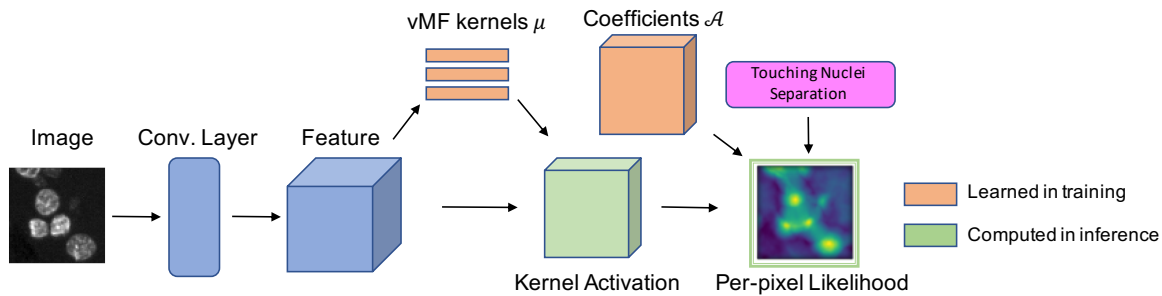 vMF kernels μ
Coefficients 𝒜
Touching Nuclei
Separation
Image
Conv. Layer
Feature
Learned in training
Computed in inference
Kernel Activation
Per-pixel Likelihood